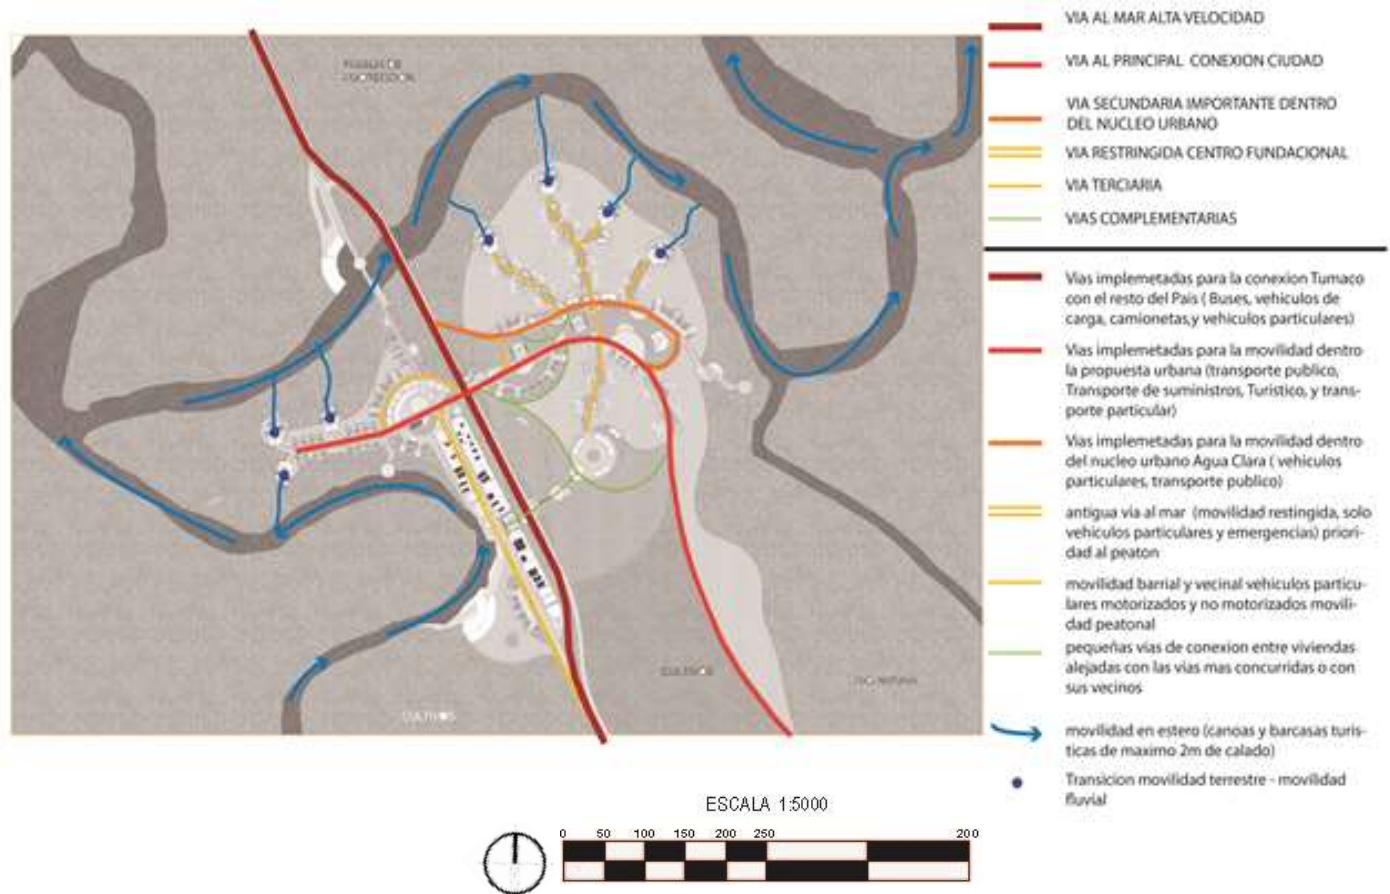 VIA AL MAR ALTA VELOCIDAD
VIA AL PRINCIPAL CONEXION CIUDAD
VIA SECUNDARIA IMPORTANTE DENTRO
DEL NUCLEO URBANO
VIA RESTRINGIDA CENTRO FUNDACIONAL
VIA TERCIARIA
VIAS COMPLEMENTARIAS
Vias implemetadas para la conexion Tumaco
con el resto del Pais ( Buses, vehiculos de
carga, camionetas,y vehiculos particulares)
Vias implemetadas para la movilidad dentro
la propuesta urbana (transporte publico,
Transporte de suministros, Turistico, y trans-
porte particular)
Vias implemetadas para la movilidad dentro
del nucleo urbano Agua Clara ( vehiculos
particulares, transporte publico)
antigua via al mar (movilidad restingida, solo
vehiculos particulares y emergencias) priori-
dad al peaton
movilidad barrial y vecinal vehiculos particu-
lares motorizados y no motorizados movili-
dad peatonal
pequeñas vias de conexion entre viviendas
alejadas con las vias mas concurridas o con
sus vecinos
movilidad en estero (canoas y barcasas turis-
ticas de maximo 2m de calado)
Transicion movilidad terrestre - movilidad
fluvial
CULTIVOS
CULTIVOS
ESCALA 1:5000
0 50 100 150 200 250 200